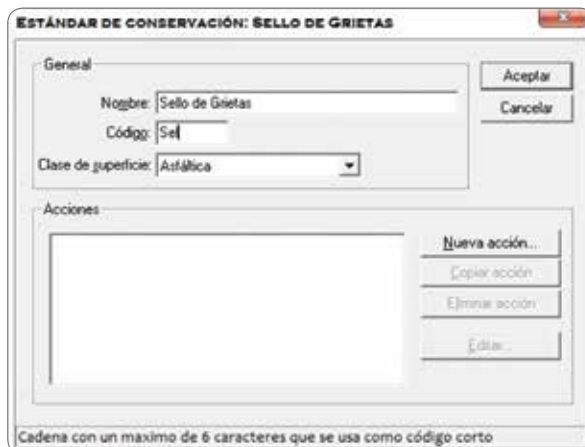 ESTÁNDAR DE CONSERVACIÓN: SELLO DE GRIETAS
General
Nombre: Sello de Grietas
Código: Sel
Clase de superficie: Asfáltica
Aceptar
Cancelar
Acciones
Nueva acción...
Copiar acción
Eliminar acción
Editar...
Cadena con un maximo de 6 caracteres que se usa como código corto